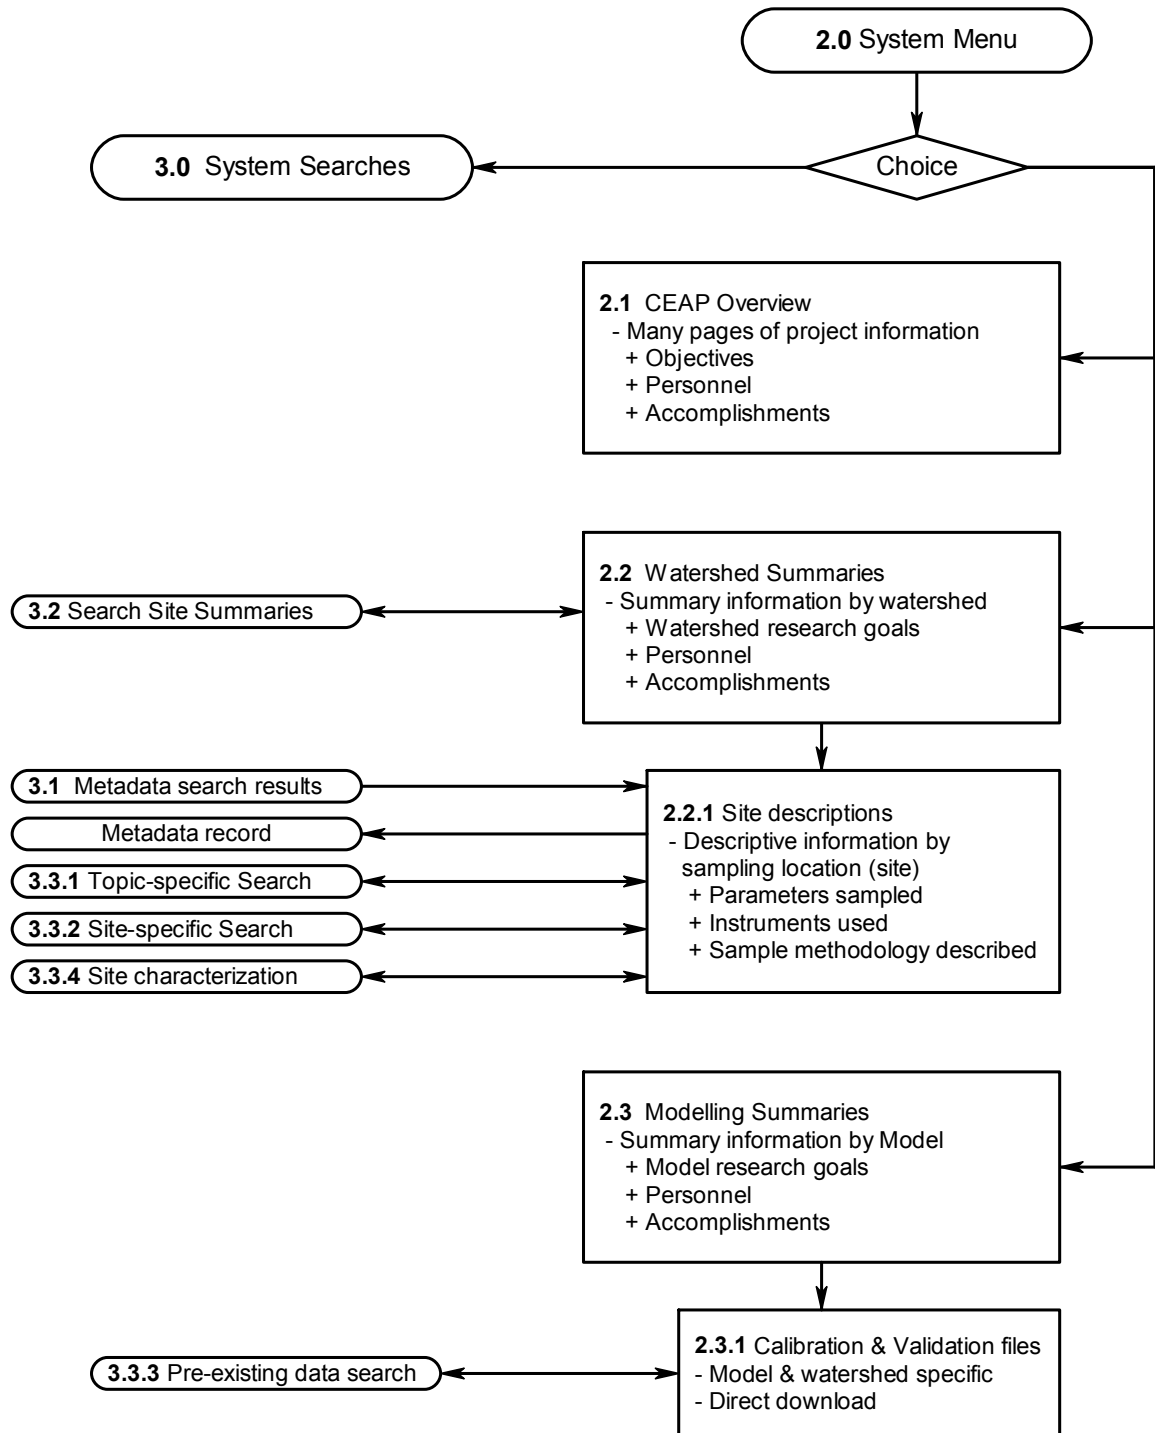 2.0 System Menu
3.0 System Searches
Choice
2.1 CEAP Overview
- Many pages of project information
+ Objectives
+ Personnel
+ Accomplishments
2.2 Watershed Summaries
- Summary information by watershed
+ Watershed research goals
+ Personnel
+ Accomplishments
3.2 Search Site Summaries
3.1 Metadata search results
Metadata record
3.3.1 Topic-specific Search
3.3.2 Site-specific Search
3.3.4 Site characterization
2.2.1 Site descriptions
- Descriptive information by
sampling location (site)
+ Parameters sampled
+ Instruments used
+ Sample methodology described
2.3 Modelling Summaries
- Summary information by Model
+ Model research goals
+ Personnel
+ Accomplishments
3.3.3 Pre-existing data search
2.3.1 Calibration & Validation files
- Model & watershed specific
- Direct download